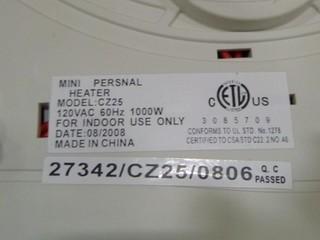 MINI PERSNAL
HEATER
MODEL:CZ25
120VAC 60Hz 1000W
FOR INDOOR USE ONLY
DATE:08/2008
MADE IN CHINA
C ETL US
3085709
CONFORMS TO UL STD. No.1278
CERTIFIED TO CSA STD C22.2 NO.46
27342/CZ25/0806
Q.C
PASSED